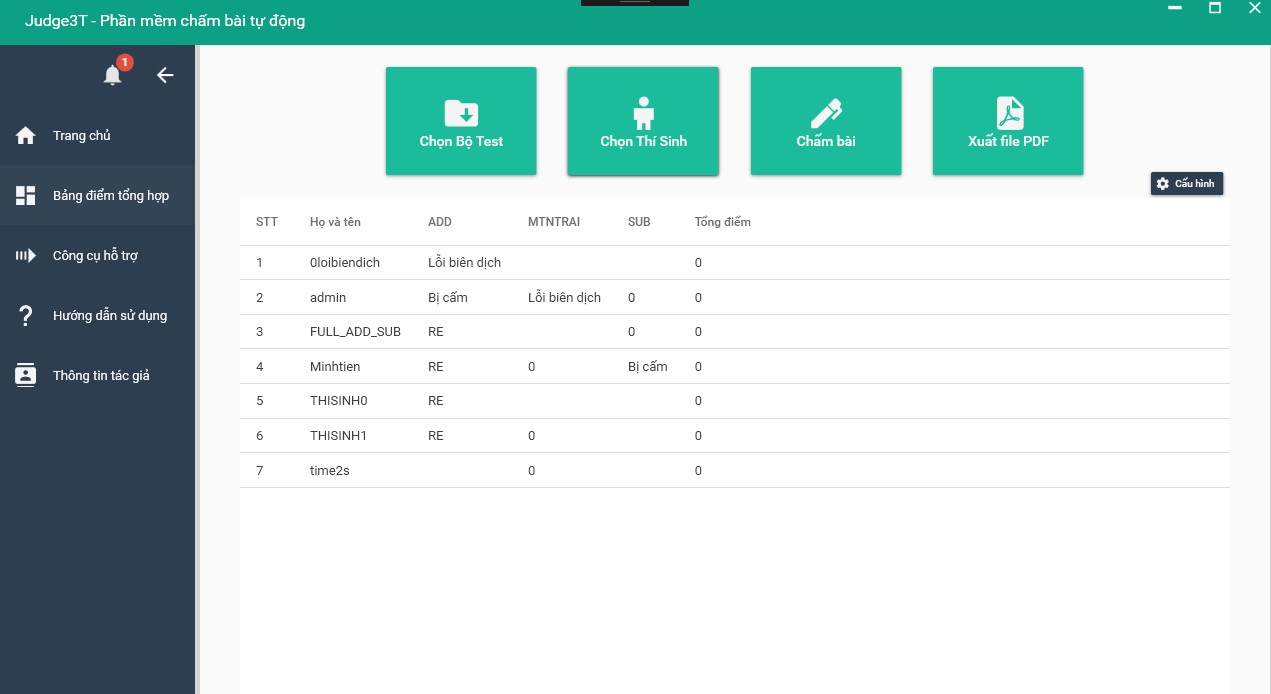 Judge3T - Phần mềm chấm bài tự động
1
Trang chủ
Bảng điểm tổng hợp
Công cụ hỗ trợ
Hướng dẫn sử dụng
Thông tin tác giả
Chọn Bộ Test
Chọn Thí Sinh
Chấm bài
Xuất file PDF
Cấu hình
STT Họ và tên ADD MTNTRAI SUB Tổng điểm
1 0loibiendich Lỗi biên dịch 0
2 admin Bị cấm Lỗi biên dịch 0 0
3 FULL_ADD_SUB RE 0 0
4 Minhtien RE 0 Bị cấm 0
5 THISINH0 RE 0
6 THISINH1 RE 0 0
7 time2s 0 0